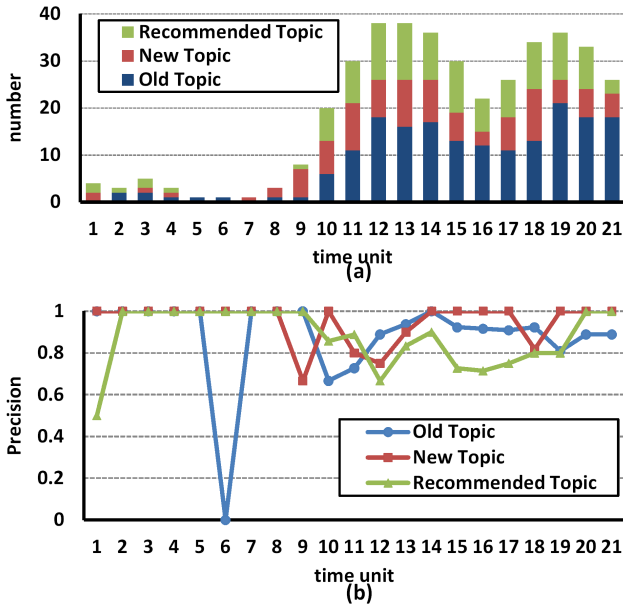 40
30
20
10
0
number
Recommended Topic
New Topic
Old Topic
1 2 3 4 5 6 7 8 9 10 11 12 13 14 15 16 17 18 19 20 21
time unit
(a)
1
0.8
0.6
0.4
0.2
0
Precision
Old Topic
New Topic
Recommended Topic
1 2 3 4 5 6 7 8 9 10 11 12 13 14 15 16 17 18 19 20 21
time unit
(b)